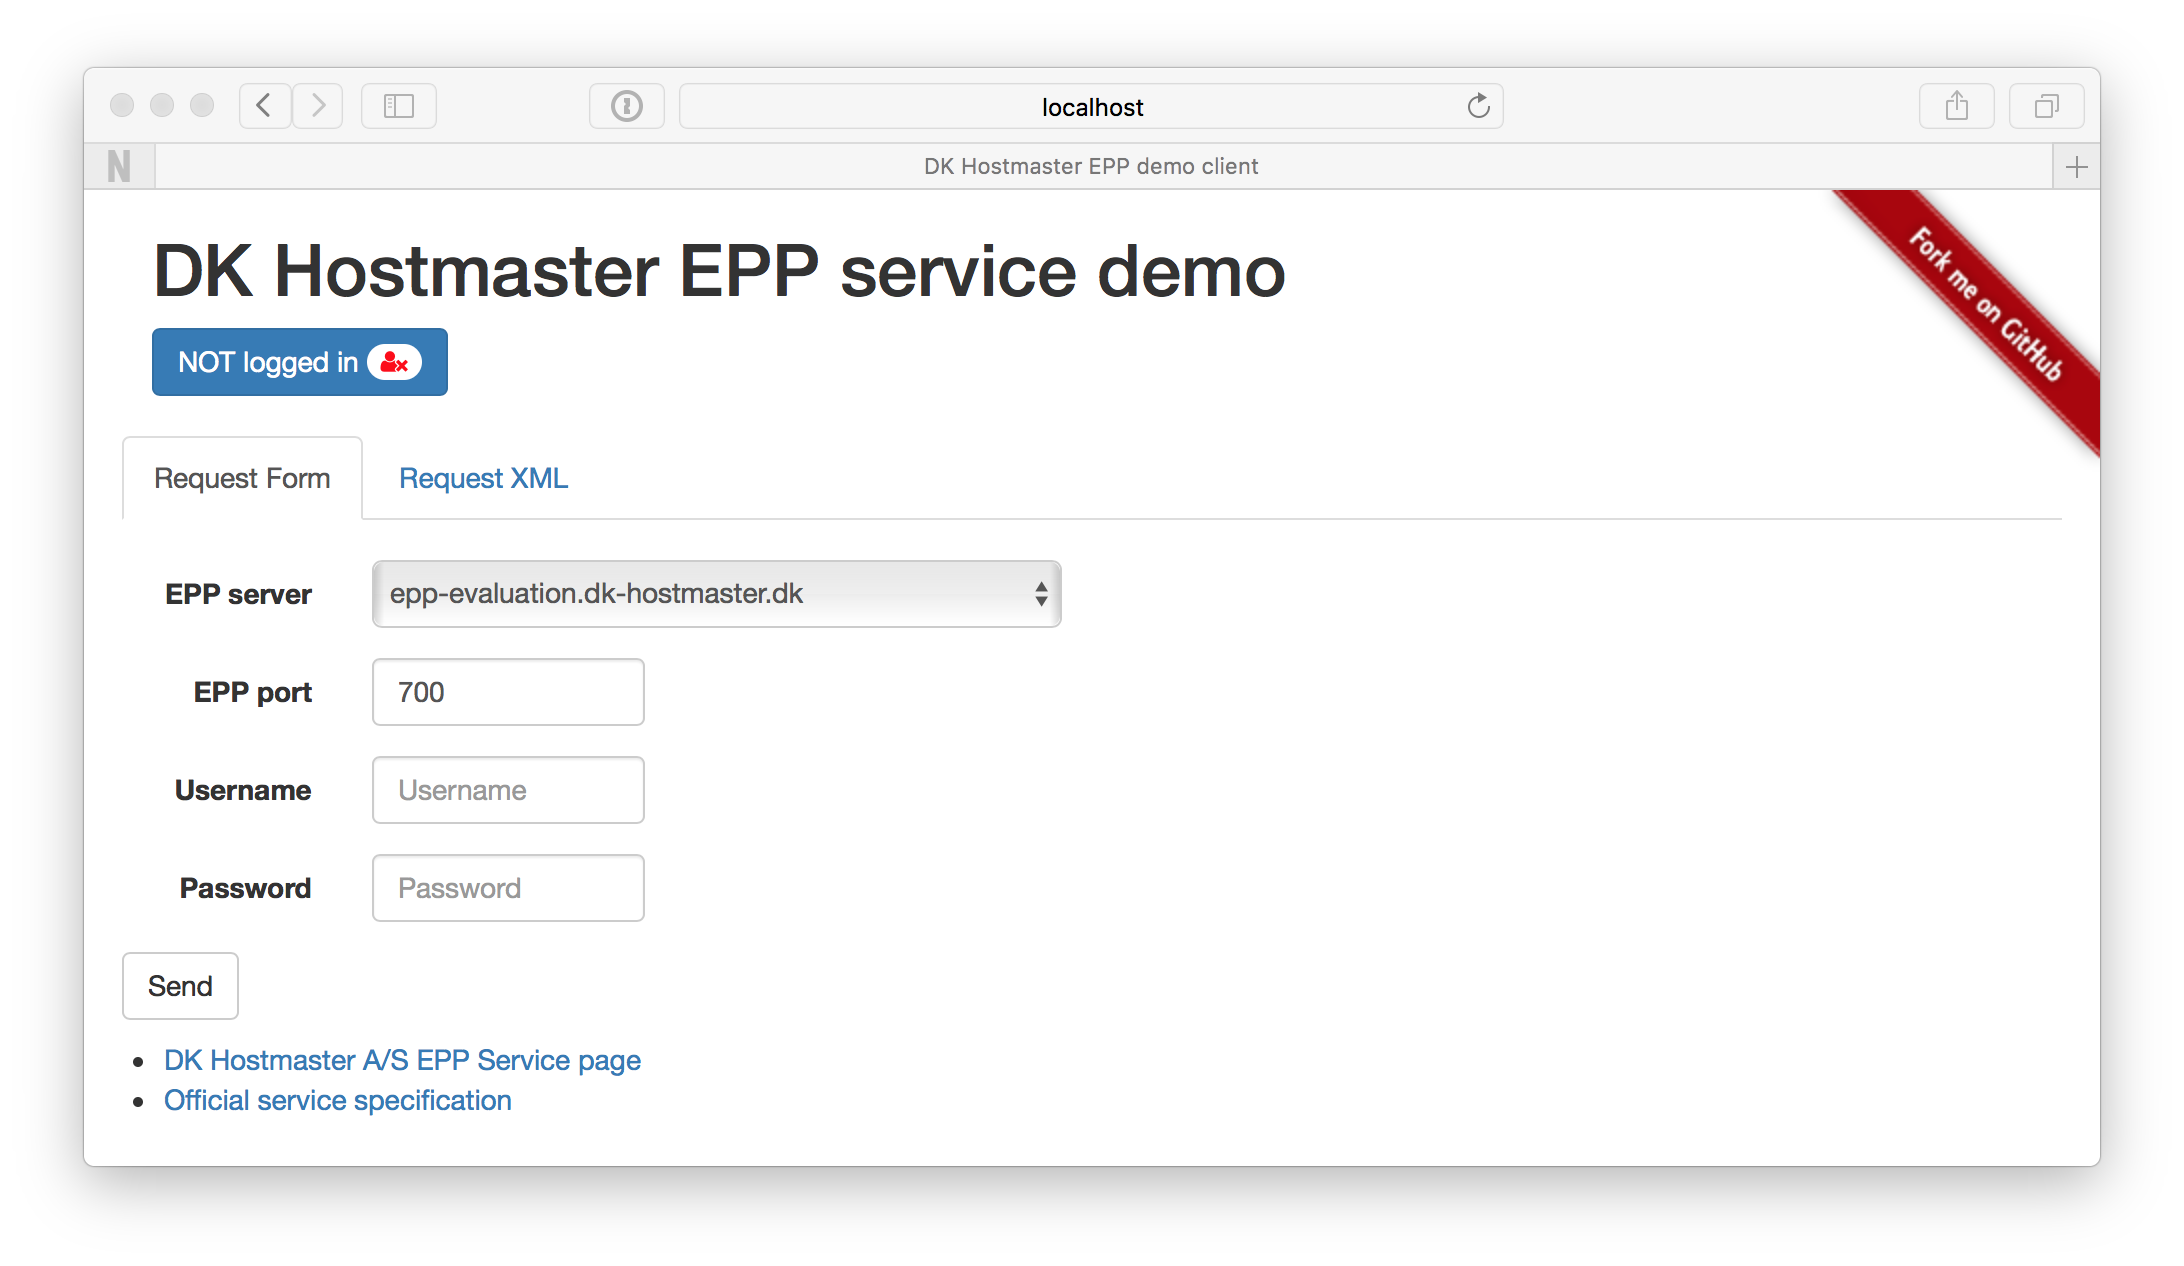 localhost
N
DK Hostmaster EPP demo client
Fork me on GitHub
DK Hostmaster EPP service demo
NOT logged in
Request Form
Request XML
EPP server
epp-evaluation.dk-hostmaster.dk
EPP port
700
Username
Username
Password
Password
Send
DK Hostmaster A/S EPP Service page
Official service specification